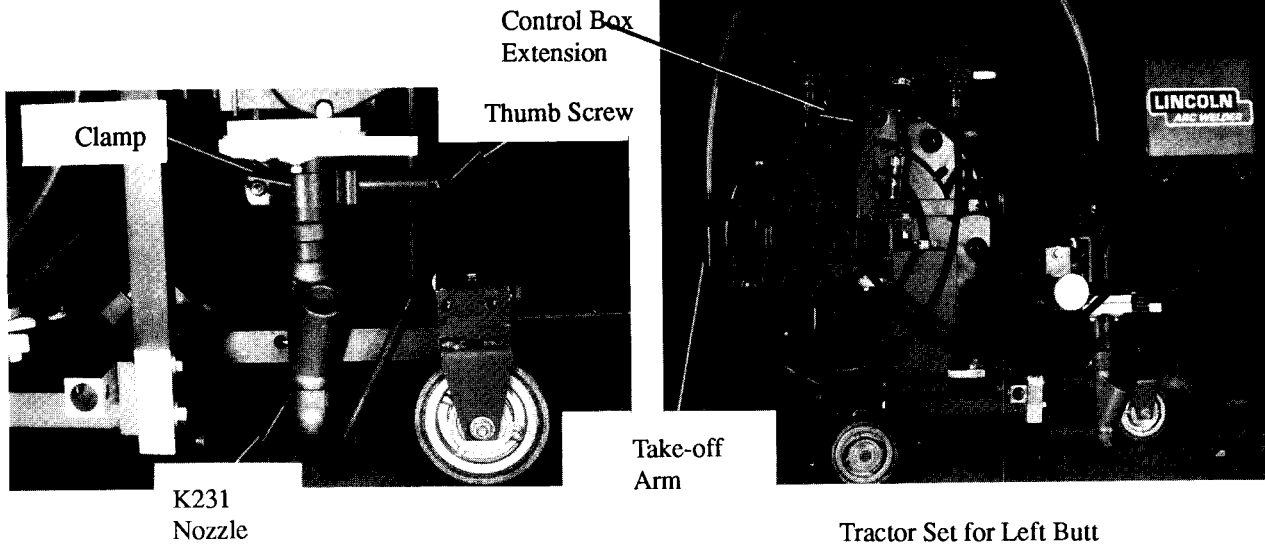 Control Box
Extension
Thumb Screw
Clamp
LINCOLN
ARC WELDER
Take-off
Arm
K231
Nozzle
Tractor Set for Left Butt